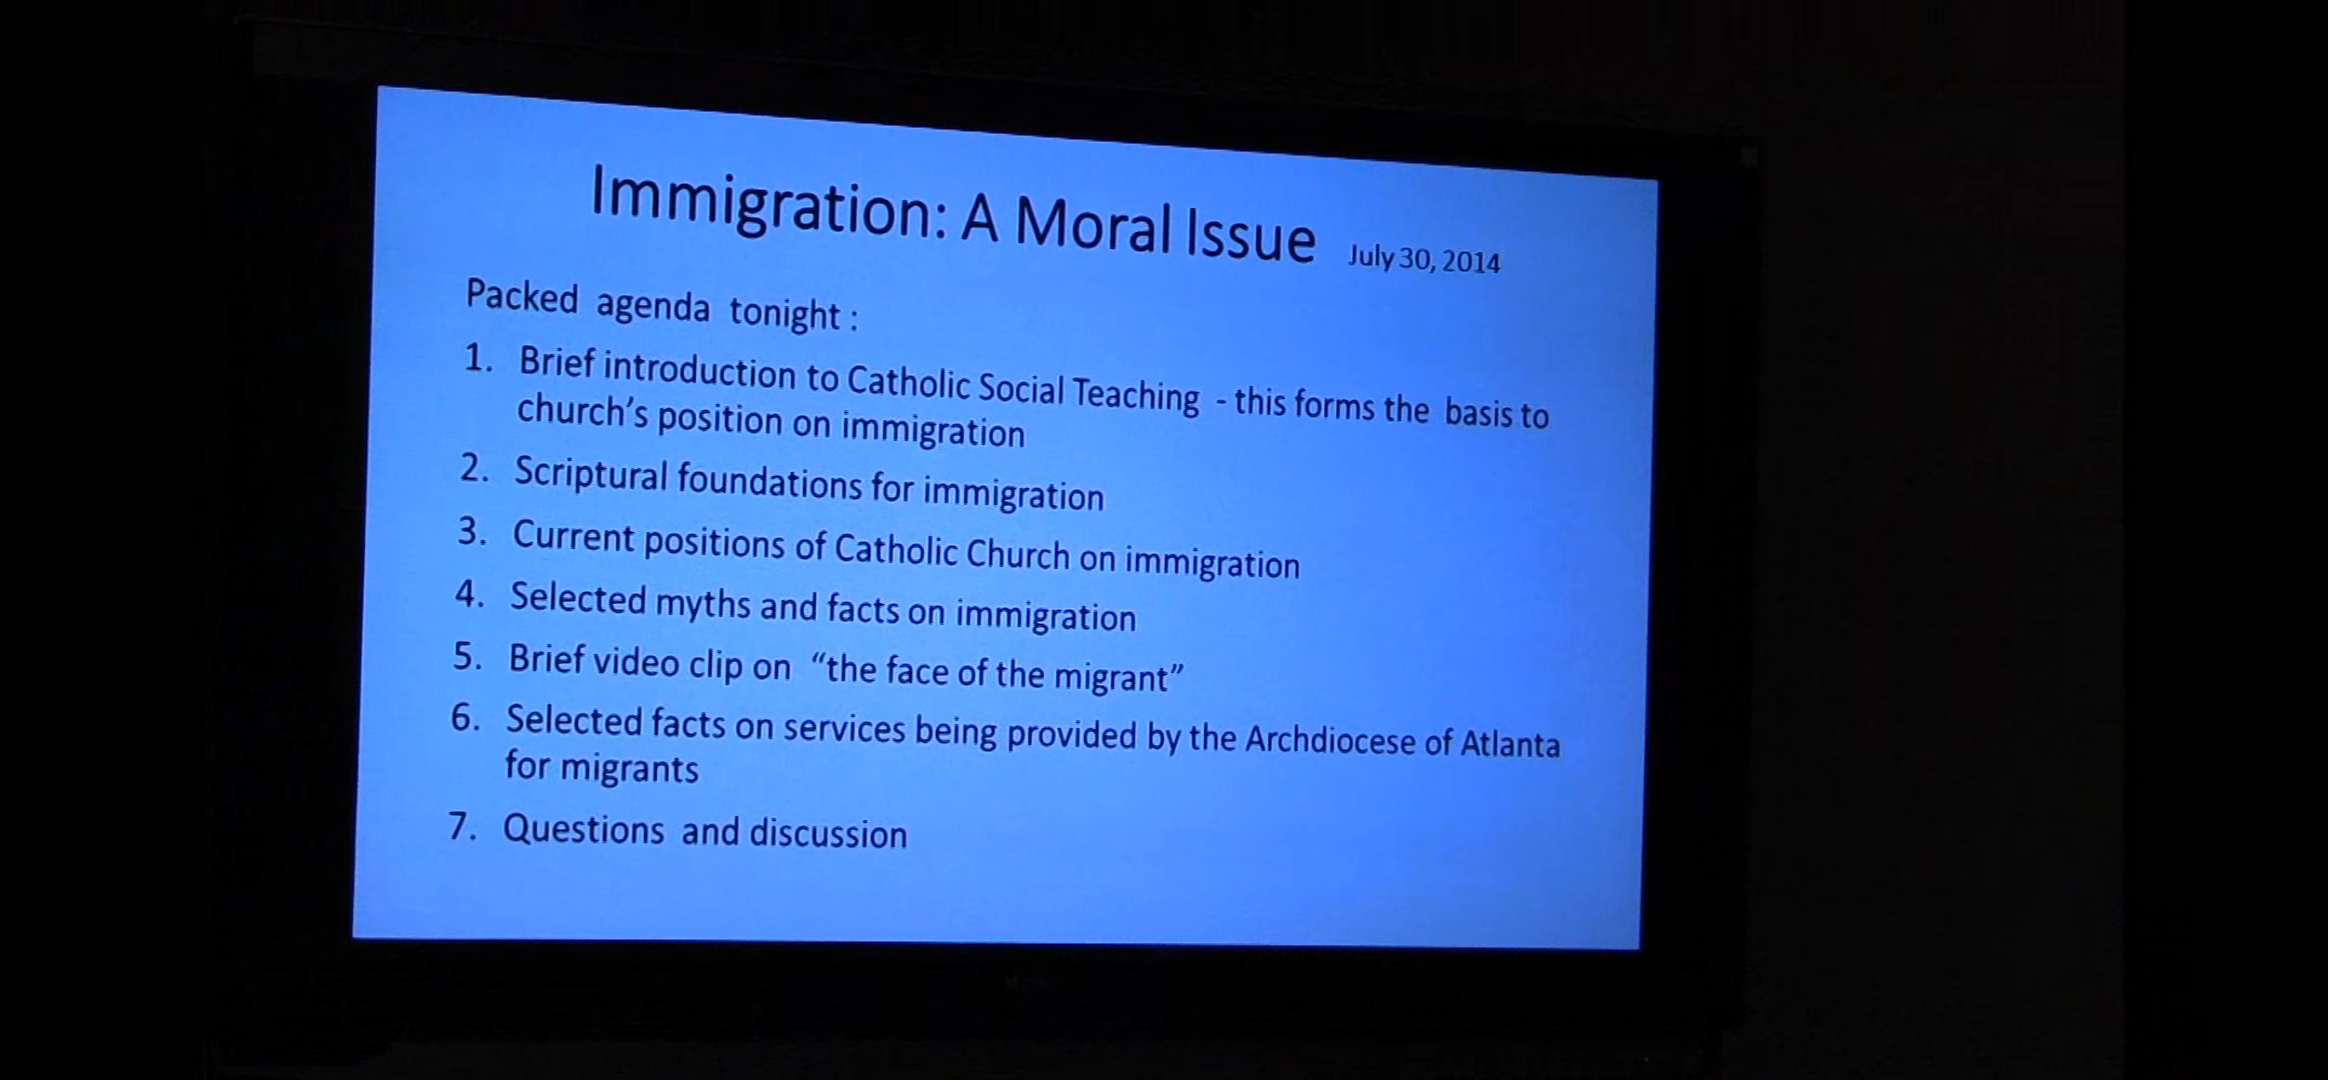 Immigration: A Moral Issue July 30, 2014
Packed agenda tonight :
1. Brief introduction to Catholic Social Teaching - this forms the basis to
church's position on immigration
2. Scriptural foundations for immigration
3. Current positions of Catholic Church on immigration
4. Selected myths and facts on immigration
5. Brief video clip on “the face of the migrant”
6. Selected facts on services being provided by the Archdiocese of Atlanta
for migrants
7. Questions and discussion